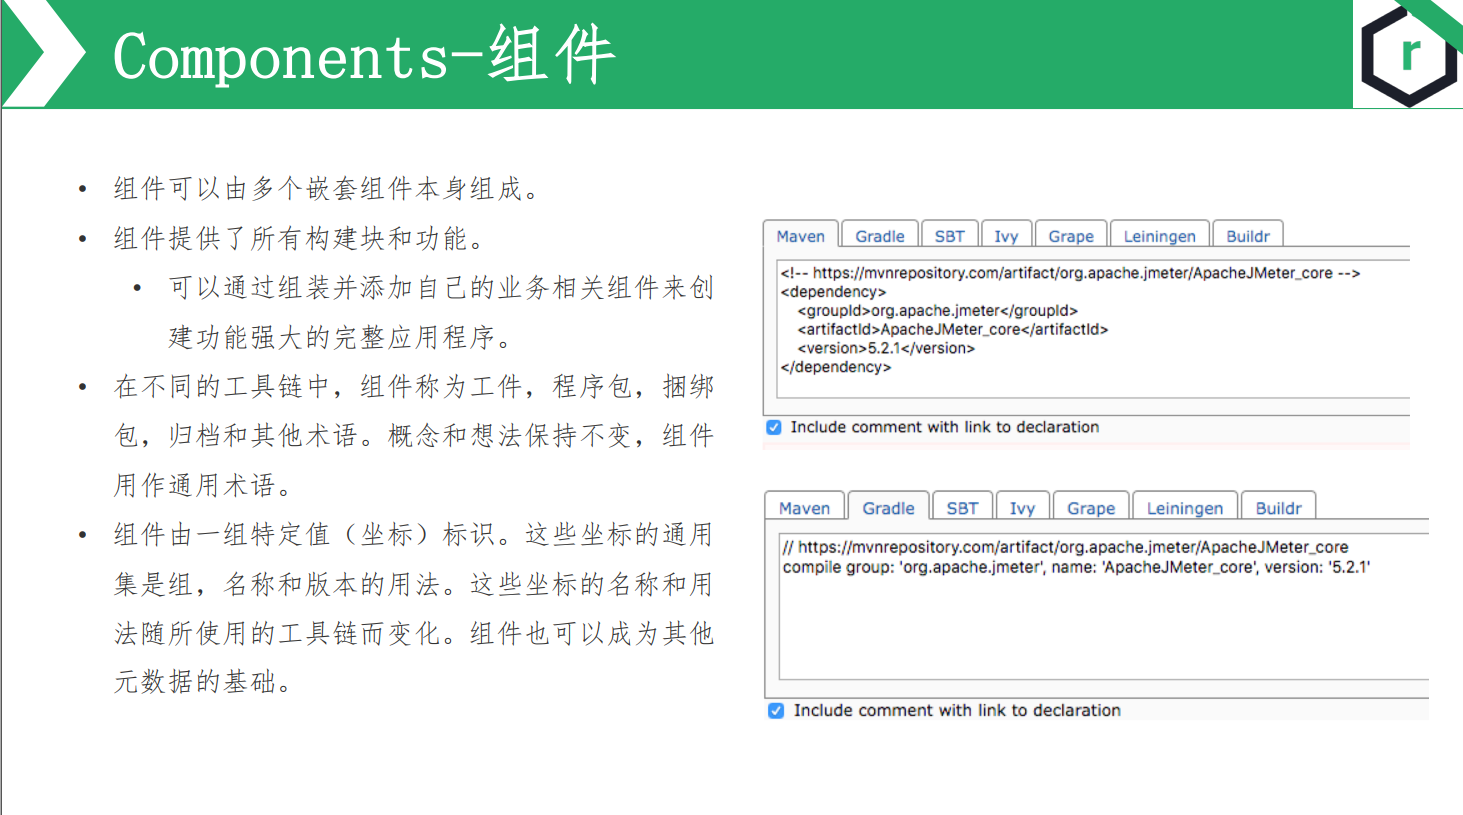 Components-组件
r
• 组件可以由多个嵌套组件本身组成。
• 组件提供了所有构建块和功能。
• 可以通过组装并添加自己的业务相关组件来创
建功能强大的完整应用程序。
• 在不同的工具链中，组件称为工件，程序包，捆绑
包，归档和其他术语。概念和想法保持不变，组件
用作通用术语。
• 组件由一组特定值（坐标）标识。这些坐标的通用
集是组，名称和版本的用法。这些坐标的名称和用
法随所使用的工具链而变化。组件也可以成为其他
元数据的基础。
Maven Gradle SBT Ivy Grape Leiningen Buildr
<!-- https://mvnrepository.com/artifact/org.apache.jmeter/ApacheJMeter_core -->
<dependency>
<groupId>org.apache.jmeter</groupId>
<artifactId>ApacheJMeter_core</artifactId>
<version>5.2.1</version>
</dependency>
Include comment with link to declaration
Maven Gradle SBT Ivy Grape Leiningen Buildr
// https://mvnrepository.com/artifact/org.apache.jmeter/ApacheJMeter_core
compile group: 'org.apache.jmeter', name: 'ApacheJMeter_core', version: '5.2.1'
Include comment with link to declaration